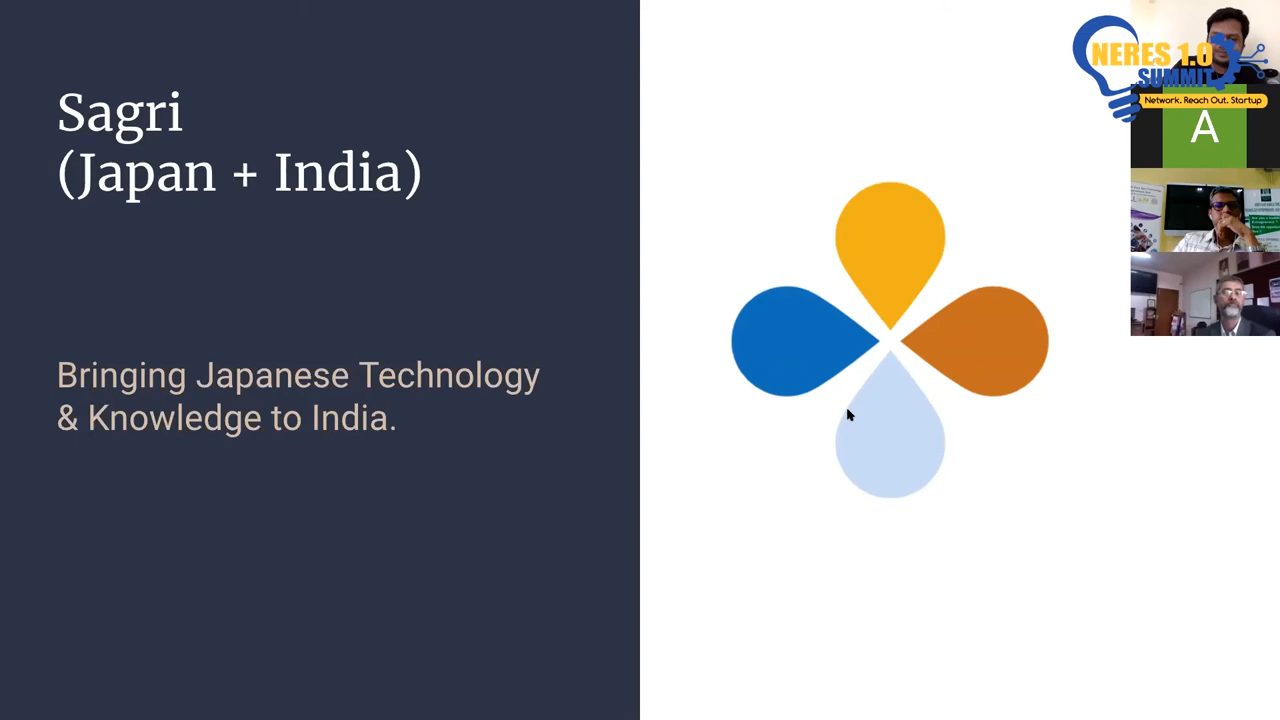 Sagri
(Japan + India)
Bringing Japanese Technology
& Knowledge to India.
NERES 1.0
SUMMIT
Network. Reach Out. Startup
A